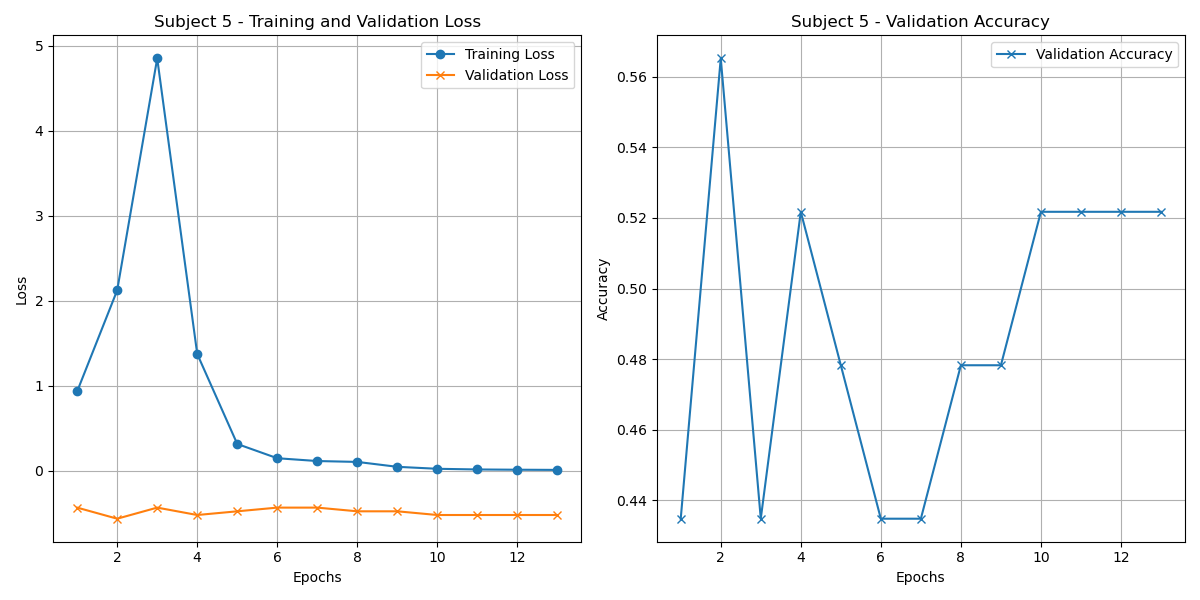 Subject 5 - Training and Validation Loss
Training Loss
Validation Loss
5
4
3
2
1
0
Loss
2
4
6
8
10
12
Epochs
Subject 5 - Validation Accuracy
Validation Accuracy
0.56
0.54
0.52
0.50
0.48
0.46
0.44
Accuracy
2
4
6
8
10
12
Epochs